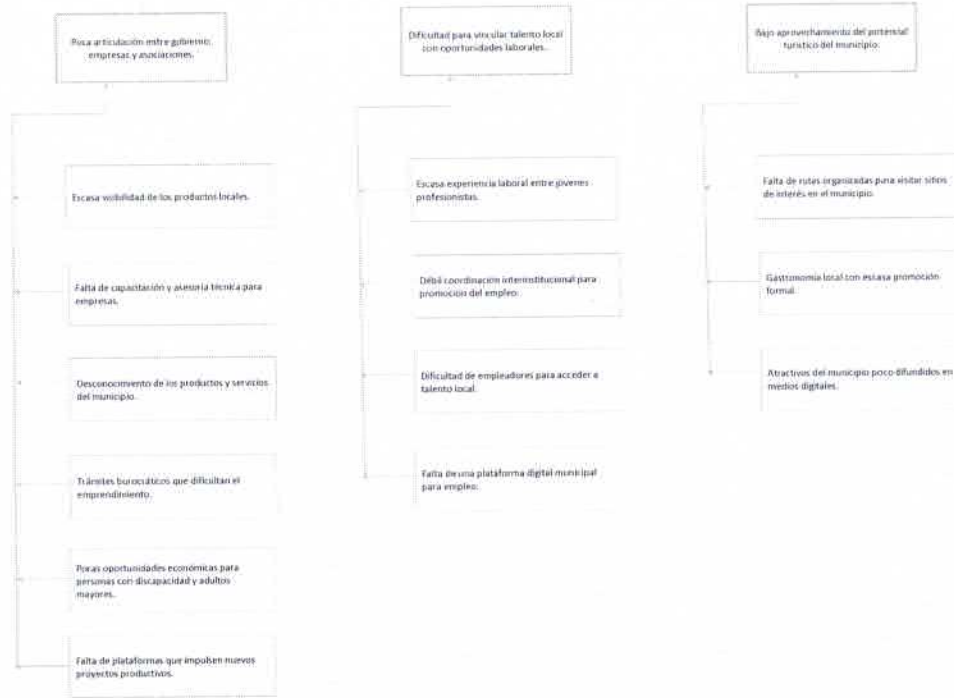 Poca articulación entre gobierno,
empresas y asociaciones.
Escasa visibilidad de los productos locales.
Falta de capacitación y asesoría técnica para
empresas.
Desconocimiento de los productos y servicios
del municipio.
Trámites burocráticos que dificultan el
emprendimiento.
Pocas oportunidades económicas para
personas con discapacidad y adultos
mayores.
Falta de plataformas que impulsen nuevos
proyectos productivos.
Dificultad para vincular talento local
con oportunidades laborales.
Escasa experiencia laboral entre jóvenes
profesionistas.
Débil coordinación interinstitucional para
promoción del empleo.
Dificultad de empleadores para acceder a
talento local.
Falta de una plataforma digital municipal
para empleo.
Bajo aprovechamiento del potencial
turístico del municipio.
Falta de rutas organizadas para visitar sitios
de interés en el municipio.
Gastronomía local con escasa promoción
formal.
Atractivos del municipio poco difundidos en
medios digitales.